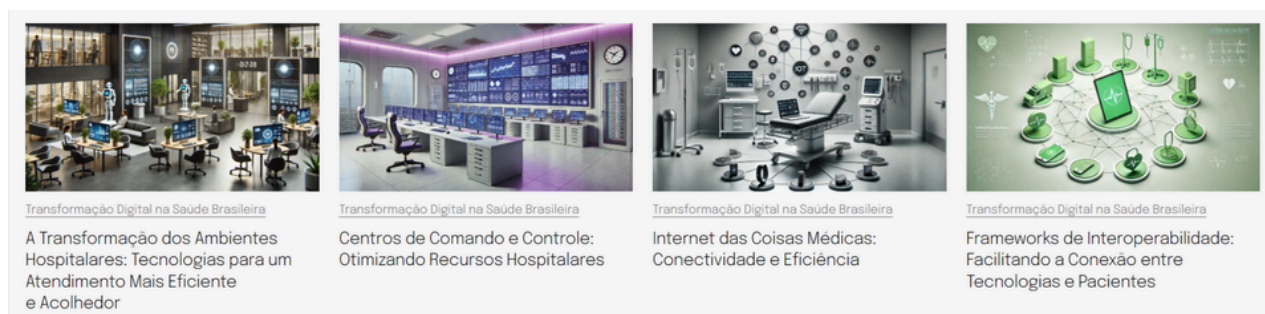 Transformação Digital na Saúde Brasileira
A Transformação dos Ambientes
Hospitalares: Tecnologias para um
Atendimento Mais Eficiente
e Acolhedor
Transformação Digital na Saúde Brasileira
Centros de Comando e Controle:
Otimizando Recursos Hospitalares
IOT
Transformação Digital na Saúde Brasileira
Internet das Coisas Médicas:
Conectividade e Eficiência
Transformação Digital na Saúde Brasileira
Frameworks de Interoperabilidade:
Facilitando a Conexão entre
Tecnologias e Pacientes